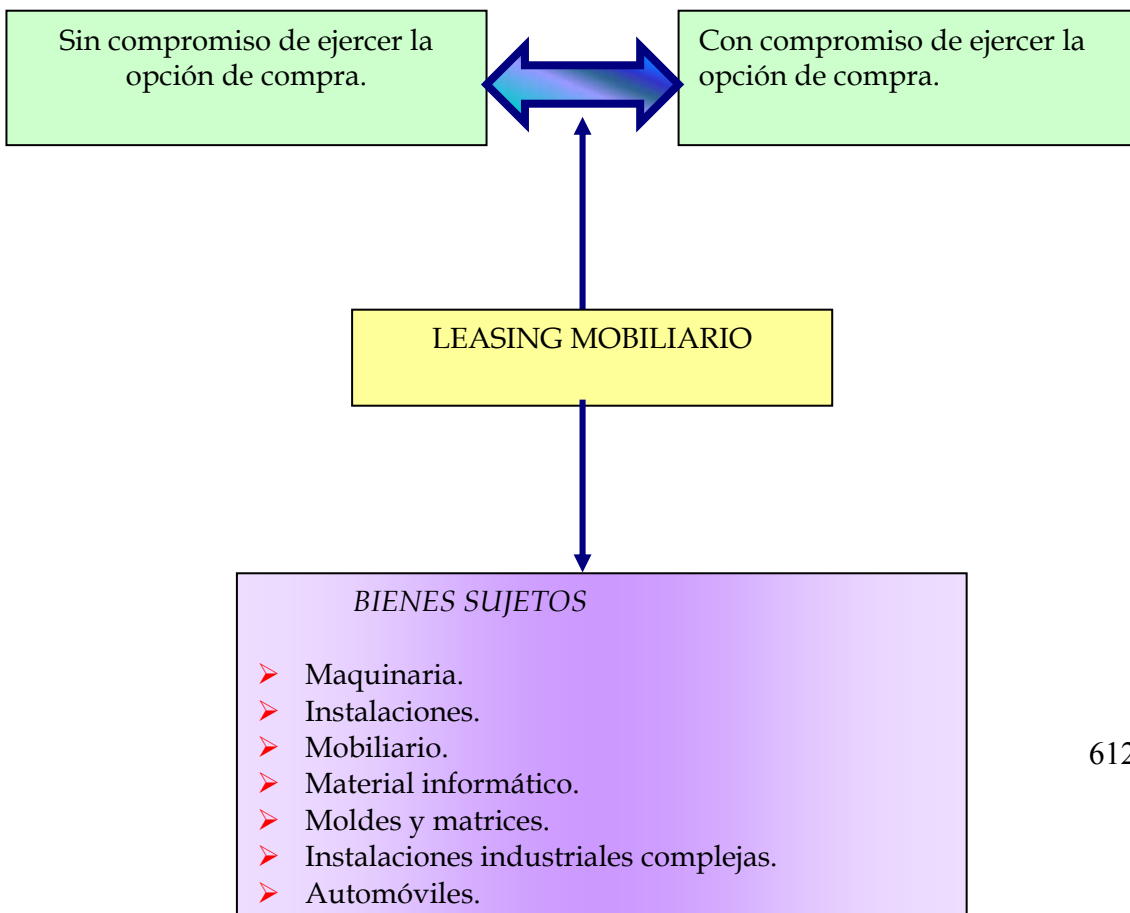 Sin compromiso de ejercer la
opción de compra.
Con compromiso de ejercer la
opción de compra.
LEASING MOBILIARIO
BIENES SUJETOS
➢ Maquinaria.
➢ Instalaciones.
➢ Mobiliario.
➢ Material informático.
➢ Moldes y matrices.
➢ Instalaciones industriales complejas.
➢ Automóviles.
612